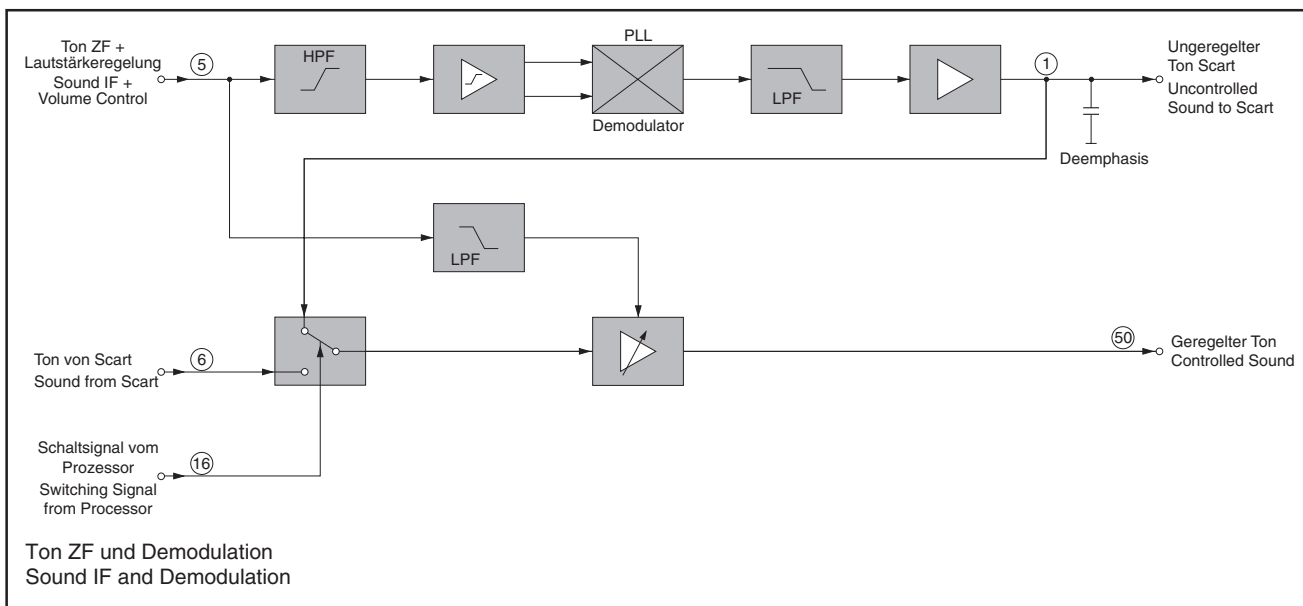 Ton ZF +
Lautstärkeregelung
Sound IF +
Volume Control
5
HPF
PLL
Demodulator
LPF
1
Ungeregelter
Ton Scart
Uncontrolled
Sound to Scart
Deemphasis
LPF
Ton von Scart
Sound from Scart
6
50
Geregelter Ton
Controlled Sound
Schaltsignal vom
Prozessor
Switching Signal
from Processor
16
Ton ZF und Demodulation
Sound IF and Demodulation